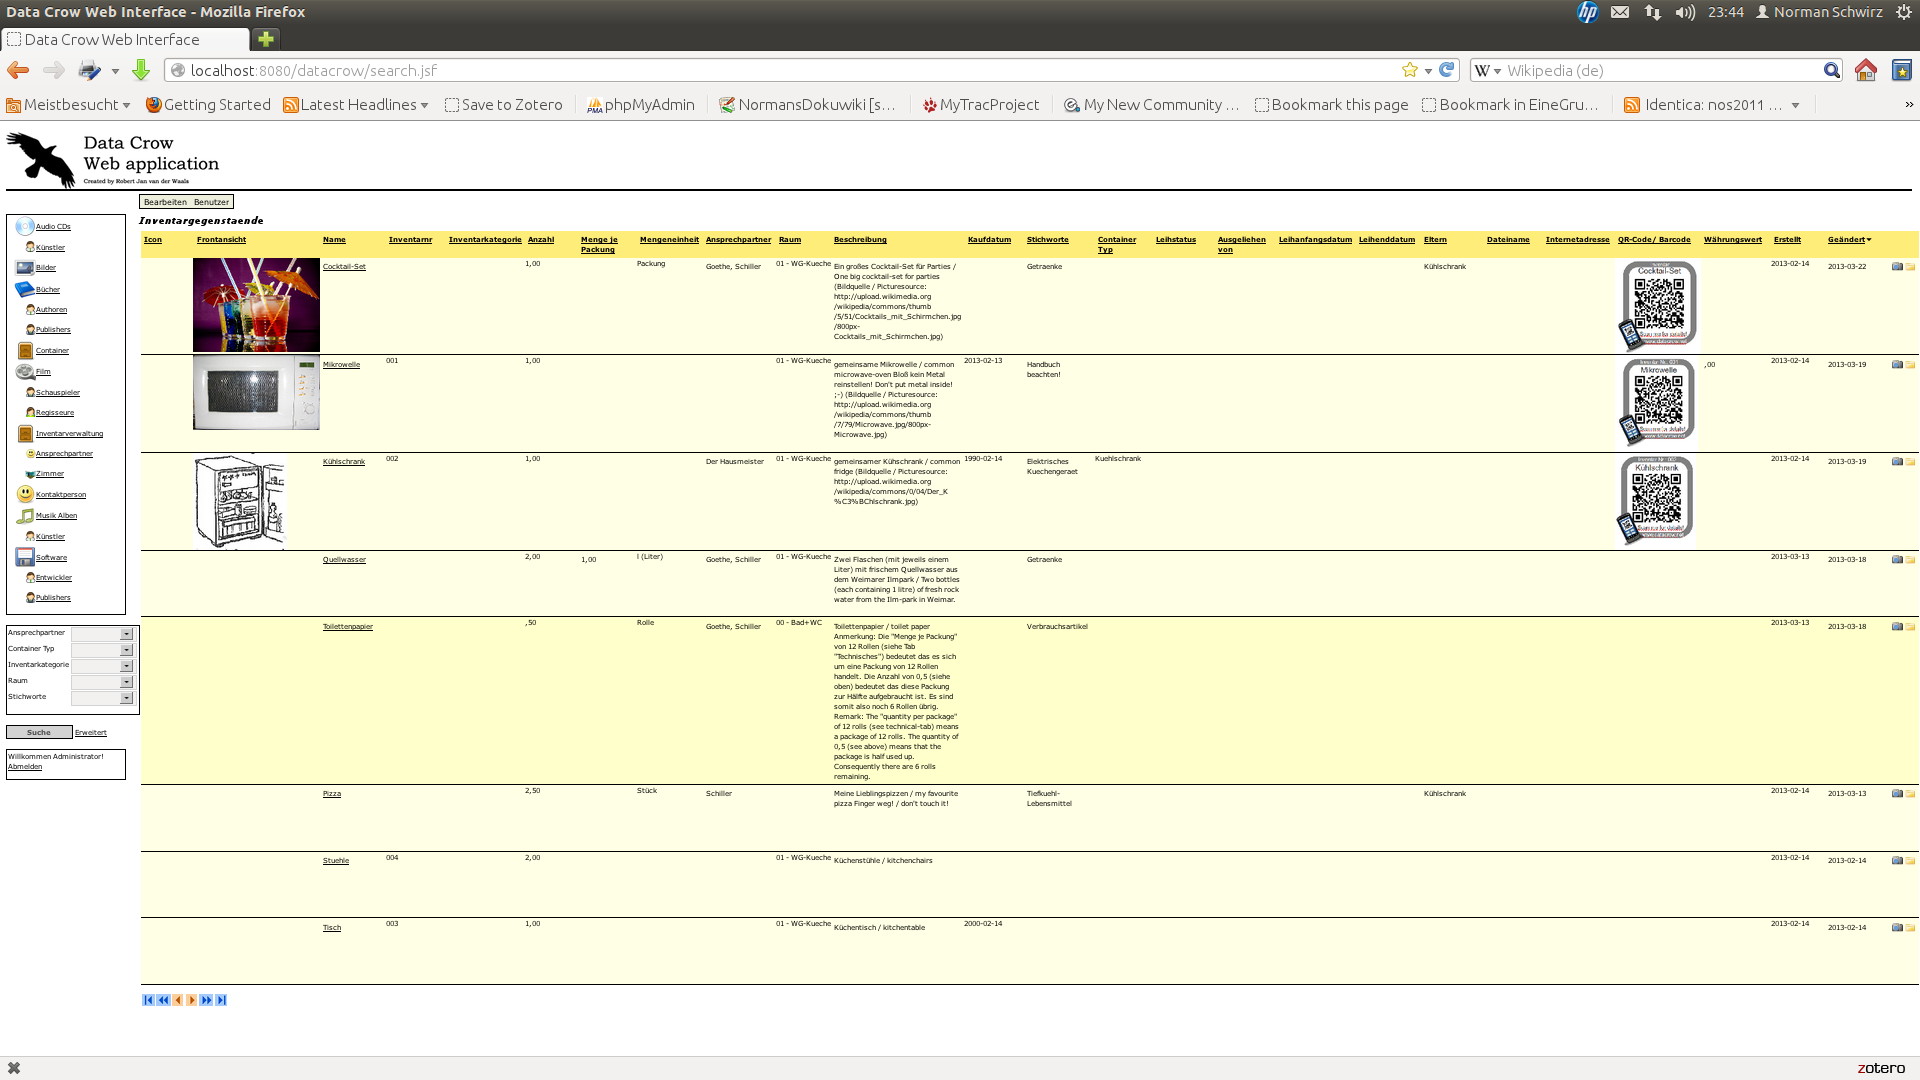 Data Crow Web Interface - Mozilla Firefox
23:44 Norman Schwirz
Data Crow Web Interface
localhost:8080/datacrow/search.jsf
W Wikipedia (de)
Meistbesucht Getting Started Latest Headlines Save to Zotero phpMyAdmin NormansDokuwiki [s... MyTracProject My New Community ... Bookmark this page Bookmark in EineGru... Identica: nos2011 ... »
Data Crow
Web application
Created by Robert Jan van der Waals
Bearbeiten Benutzer
Inventargegenstaende
Audio CDs
Künstler
Bilder
Bücher
Authoren
Publishers
Container
Film
Schauspieler
Regisseure
Inventarverwaltung
Ansprechpartner
Zimmer
Kontaktperson
Musik Alben
Künstler
Software
Entwickler
Publishers
Ansprechpartner
Container Typ
Inventarkategorie
Raum
Stichworte
Suche Erweitert
Willkommen Administrator!
Abmelden
Icon Frontansicht Name Inventarnr Inventarkategorie Anzahl Menge je Packung Mengeneinheit Ansprechpartner Raum Beschreibung Kaufdatum Stichworte Container Typ Leihstatus Ausgeliehen von Leihanfangsdatum Leihenddatum Eltern Dateiname Internetadresse QR-Code/ Barcode Währungswert Erstellt Geändert
Cocktail-Set 1,00 Packung Goethe, Schiller 01 - WG-Kueche
Ein großes Cocktail-Set für Parties /
One big cocktail-set for parties
(Bildquelle / Picturesource:
http://upload.wikimedia.org
/wikipedia/commons/thumb
/5/51/Cocktails_mit_Schirmchen.jpg
/800px-
Cocktails_mit_Schirmchen.jpg)
Getraenke Kühlschrank
Cocktail-Set
2013-02-14 2013-03-22
Mikrowelle 001 1,00 01 - WG-Kueche
gemeinsame Mikrowelle / common
microwave-oven Bloß kein Metal
reinstellen! Don't put metal inside!
;-) (Bildquelle / Picturesource:
http://upload.wikimedia.org
/wikipedia/commons/thumb
/7/79/Microwave.jpg/800px-
Microwave.jpg)
2013-02-13
Handbuch
beachten!
Mikrowelle
,00 2013-02-14 2013-03-19
Kühlschrank 002 1,00 Der Hausmeister 01 - WG-Kueche
gemeinsamer Kühschrank / common
fridge (Bildquelle / Picturesource:
http://upload.wikimedia.org
/wikipedia/commons/0/04/Der_K
%C3%BChlschrank.jpg)
1990-02-14
Elektrisches
Kuechengeraet
Kuehlschrank
Kühlschrank
2013-02-14 2013-03-19
Quellwasser 2,00 1,00 l (Liter) Goethe, Schiller 01 - WG-Kueche
Zwei Flaschen (mit jeweils einem
Liter) mit frischem Quellwasser aus
dem Weimarer Ilmpark / Two bottles
(each containing 1 litre) of fresh rock
water from the Ilm-park in Weimar.
Getraenke 2013-03-13 2013-03-18
Toilettenpapier ,50 Rolle Goethe, Schiller 00 - Bad+WC
Toilettenpapier / toilet paper
Anmerkung: Die "Menge je Packung"
von 12 Rollen (siehe Tab
"Technisches") bedeutet das es sich
um eine Packung von 12 Rollen
handelt. Die Anzahl von 0,5 (siehe
oben) bedeutet das diese Packung
zur Hälfte aufgebraucht ist. Es sind
somit also noch 6 Rollen übrig.
Remark: The "quantity per package"
of 12 rolls (see technical-tab) means
a package of 12 rolls. The quantity of
0,5 (see above) means that the
package is half used up.
Consequently there are 6 rolls
remaining.
Verbrauchsartikel 2013-03-13 2013-03-18
Pizza 2,50 Stück Schiller
Meine Lieblingspizzen / my favourite
pizza Finger weg! / don't touch it!
Tiefkuehl-
Lebensmittel
Kühlschrank 2013-02-14 2013-03-13
Stuehle 004 2,00 01 - WG-Kueche Küchenstühle / kitchenchairs 2013-02-14 2013-02-14
Tisch 003 1,00 01 - WG-Kueche Küchentisch / kitchentable 2000-02-14 2013-02-14 2013-02-14
zotero